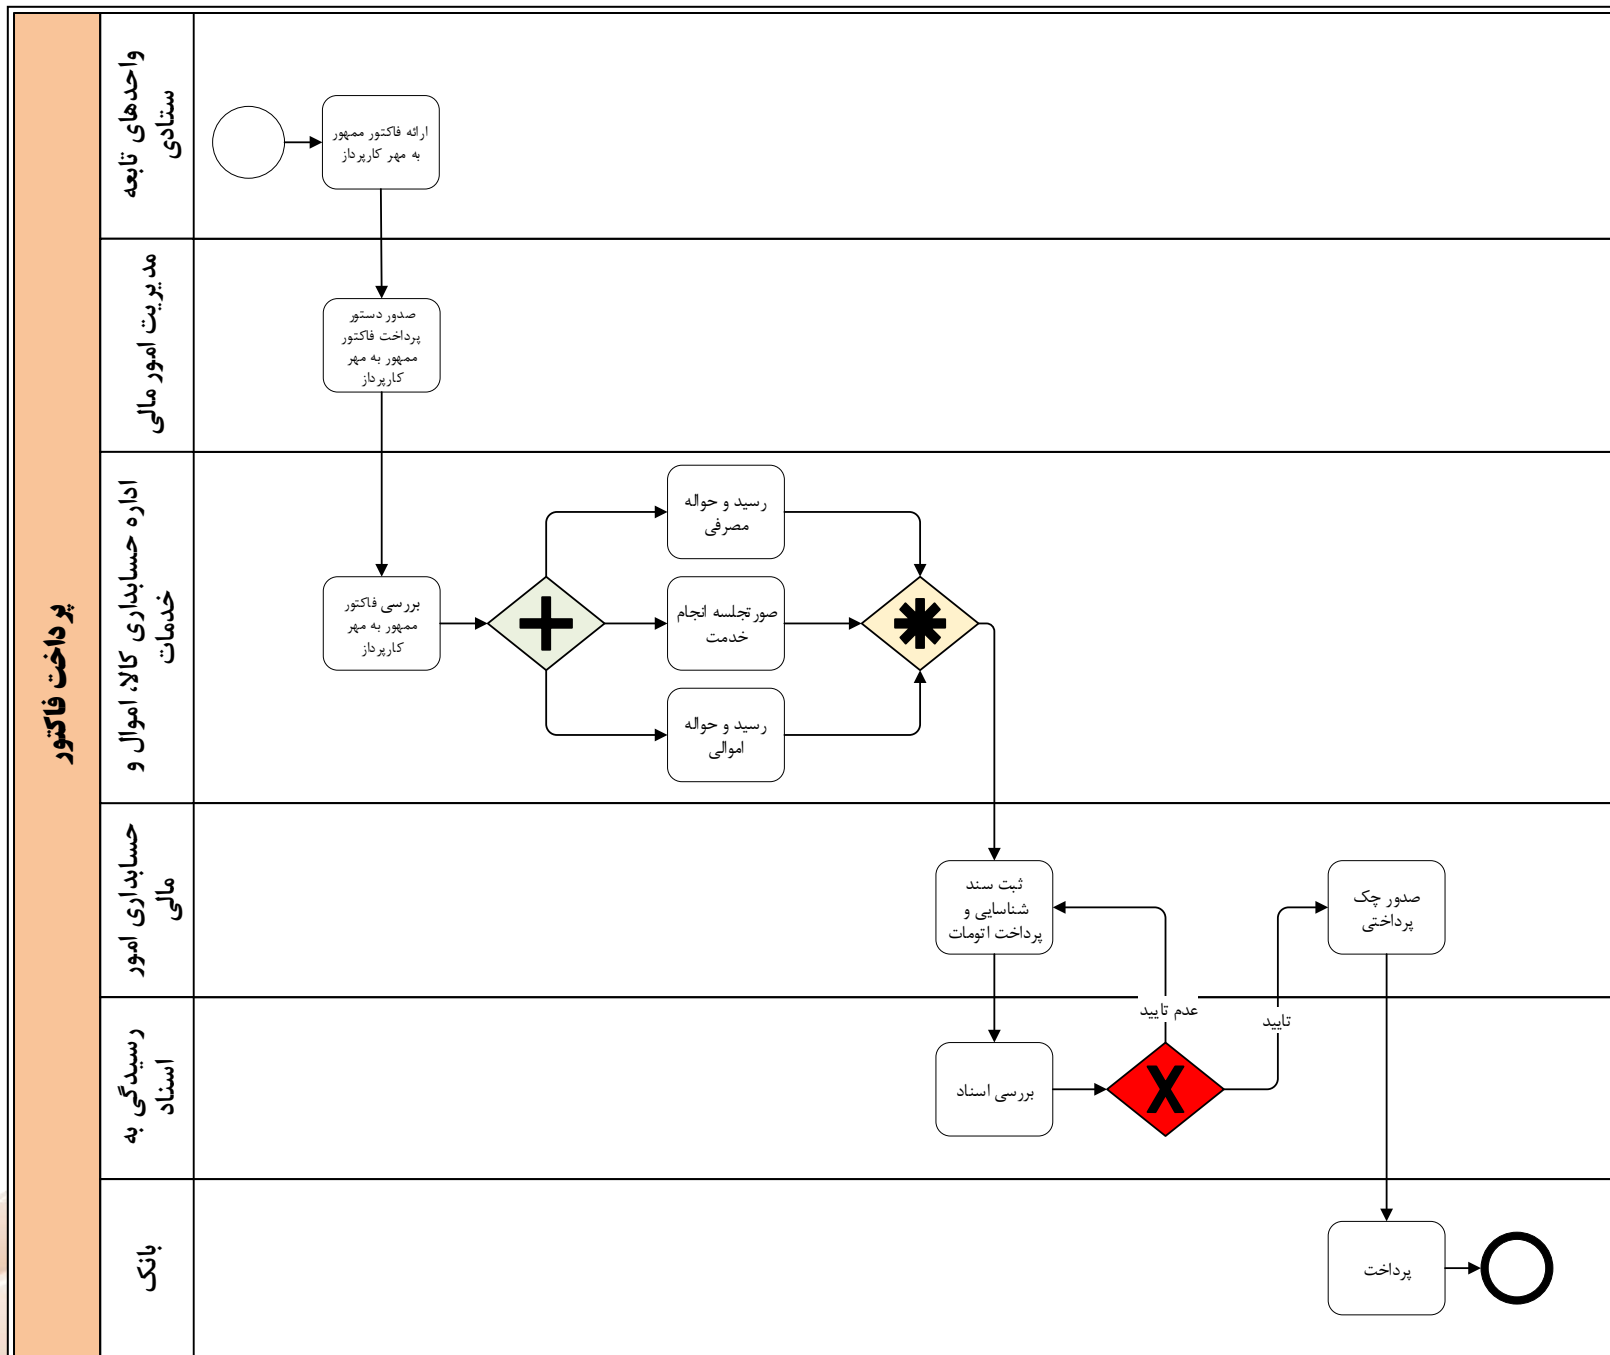 پرداخت فاکتور
واحدهای تابعه
ستادی
ارائه فاکتور ممهور
به مهر کارپرداز
مدیریت امور مالی
صدور دستور
پرداخت فاکتور
ممهور به مهر
کارپرداز
اداره حسابداری کالا، اموال و
خدمات
بررسی فاکتور
ممهور به مهر
کارپرداز
رسید و حواله
مصرفی
صورتجلسه انجام
خدمت
رسید و حواله
اموالی
حسابداری امور
مالی
ثبت سند
شناسایی و
پرداخت اتومات
صدور چک
پرداختی
رسیدگی به
اسناد
بررسی اسناد
عدم تایید
تایید
X
بانک
پرداخت